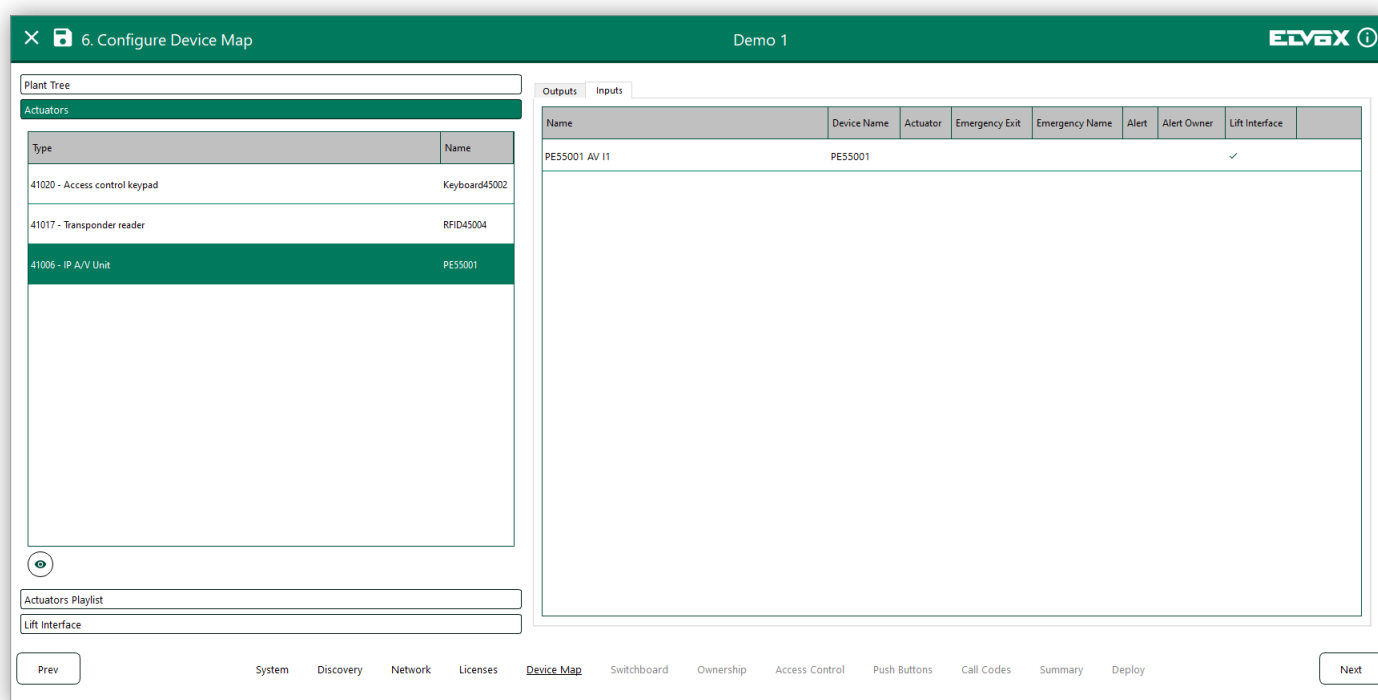 6. Configure Device Map
Demo 1
ELVOX
Plant Tree
Actuators
Type Name
41020 - Access control keypad Keyboard45002
41017 - Transponder reader RFID45004
41006 - IP A/V Unit PE55001
Actuators Playlist
Lift Interface
Outputs Inputs
Name Device Name Actuator Emergency Exit Emergency Name Alert Alert Owner Lift Interface
PE55001 AV I1 PE55001
Prev System Discovery Network Licenses Device Map Switchboard Ownership Access Control Push Buttons Call Codes Summary Deploy Next